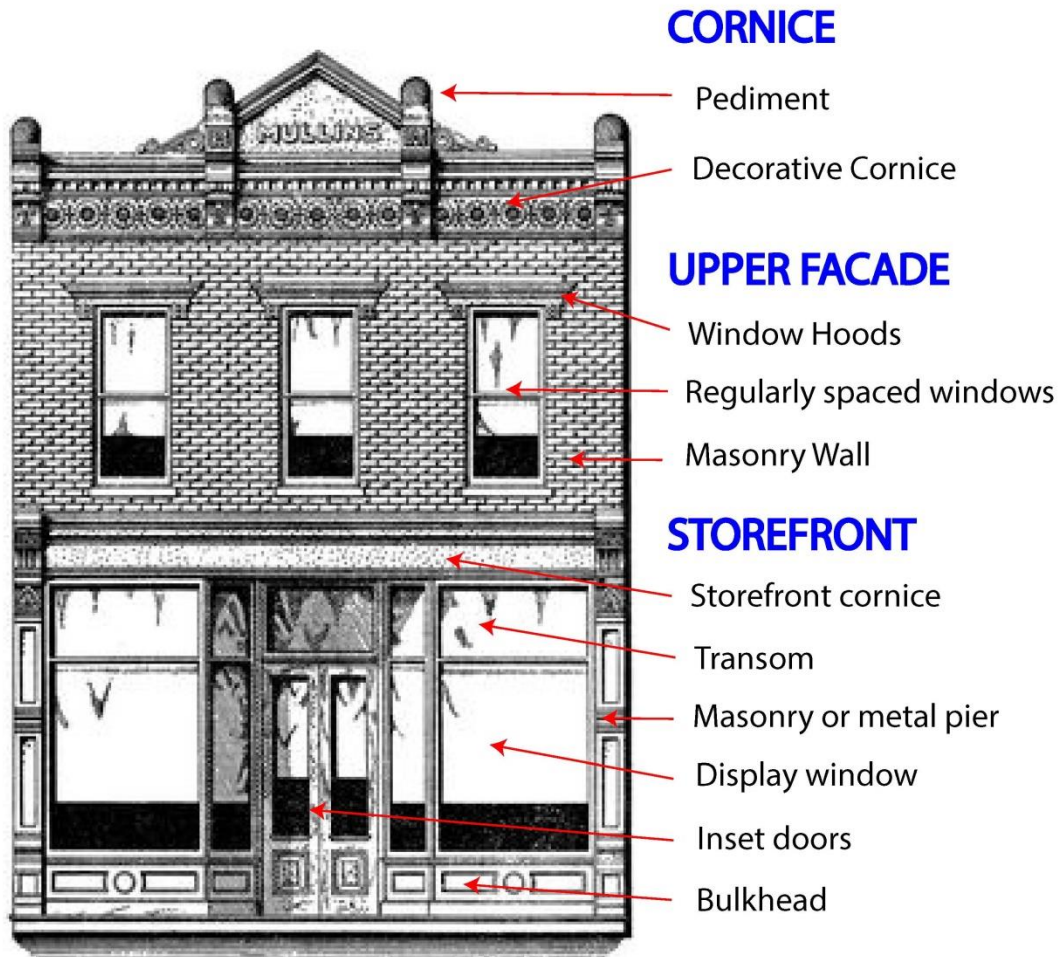 CORNICE
Pediment
MULLINS
Decorative Cornice
UPPER FACADE
Window Hoods
Regularly spaced windows
Masonry Wall
STOREFRONT
Storefront cornice
Transom
Masonry or metal pier
Display window
Inset doors
Bulkhead